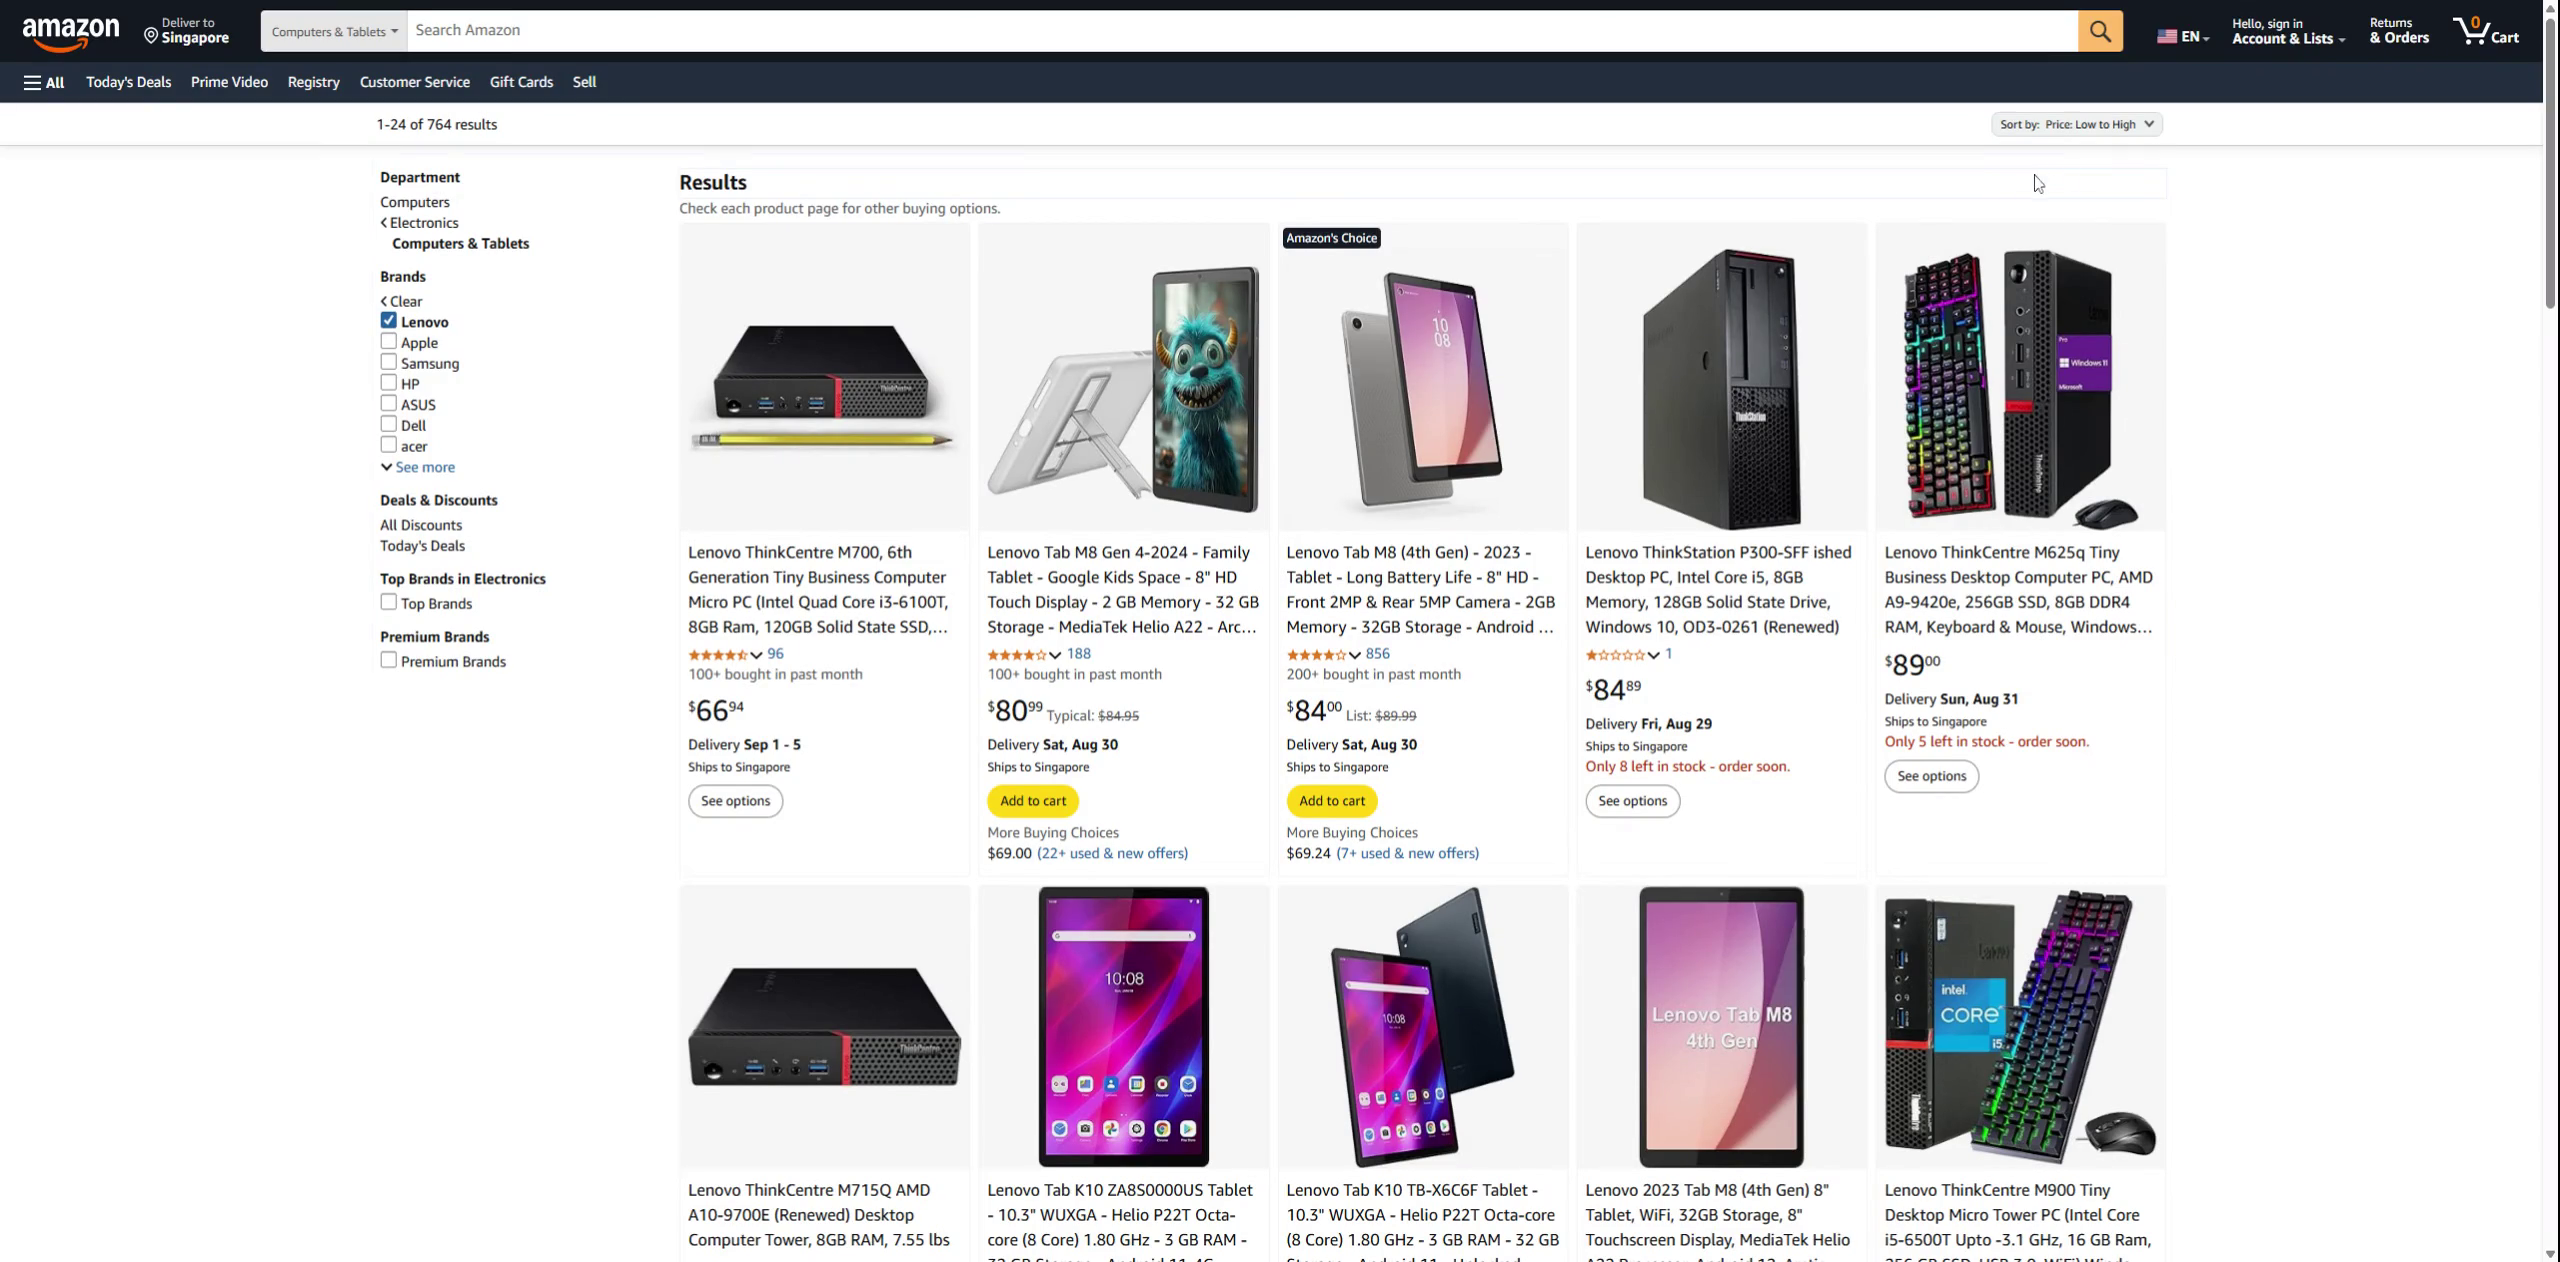 amazon
Deliver to
Singapore
Computers & Tablets
Search Amazon
EN
Hello, sign in
Account & Lists
Returns
& Orders
0
Cart
All
Today's Deals
Prime Video
Registry
Customer Service
Gift Cards
Sell
1-24 of 764 results
Sort by: Price: Low to High
Department
Computers
Electronics
Computers & Tablets
Brands
Clear
Lenovo
Apple
Samsung
HP
ASUS
Dell
acer
See more
Deals & Discounts
All Discounts
Today's Deals
Top Brands in Electronics
Top Brands
Premium Brands
Premium Brands
Results
Check each product page for other buying options.
ThinkCentre
Lenovo ThinkCentre M700, 6th
Generation Tiny Business Computer
Micro PC (Intel Quad Core i3-6100T,
8GB Ram, 120GB Solid State SSD,...
96
100+ bought in past month
$66 94
Delivery Sep 1 - 5
Ships to Singapore
See options
Lenovo Tab M8 Gen 4-2024 - Family
Tablet - Google Kids Space - 8" HD
Touch Display - 2 GB Memory - 32 GB
Storage - MediaTek Helio A22 - Arc...
188
100+ bought in past month
$80 99 Typical: $84.95
Delivery Sat, Aug 30
Ships to Singapore
Add to cart
More Buying Choices
$69.00 (22+ used & new offers)
Amazon's Choice
10
08
Lenovo Tab M8 (4th Gen) - 2023 -
Tablet - Long Battery Life - 8" HD -
Front 2MP & Rear 5MP Camera - 2GB
Memory - 32GB Storage - Android ...
856
200+ bought in past month
$84 00 List: $89.99
Delivery Sat, Aug 30
Ships to Singapore
Add to cart
More Buying Choices
$69.24 (7+ used & new offers)
ThinkStation
Lenovo ThinkStation P300-SFF ished
Desktop PC, Intel Core i5, 8GB
Memory, 128GB Solid State Drive,
Windows 10, OD3-0261 (Renewed)
1
$84 89
Delivery Fri, Aug 29
Ships to Singapore
Only 8 left in stock - order soon.
See options
Pro
Windows 11
Microsoft
ThinkCentre
Lenovo ThinkCentre M625q Tiny
Business Desktop Computer PC, AMD
A9-9420e, 256GB SSD, 8GB DDR4
RAM, Keyboard & Mouse, Windows...
$89 00
Delivery Sun, Aug 31
Ships to Singapore
Only 5 left in stock - order soon.
See options
ThinkCentre
Lenovo ThinkCentre M715Q AMD
A10-9700E (Renewed) Desktop
Computer Tower, 8GB RAM, 7.55 lbs
10:08
Lenovo Tab K10 ZA8S0000US Tablet
- 10.3" WUXGA - Helio P22T Octa-
core (8 Core) 1.80 GHz - 3 GB RAM -
10:08
Lenovo Tab K10 TB-X6C6F Tablet -
10.3" WUXGA - Helio P22T Octa-core
(8 Core) 1.80 GHz - 3 GB RAM - 32 GB
Lenovo Tab M8
4th Gen
Lenovo 2023 Tab M8 (4th Gen) 8"
Tablet, WiFi, 32GB Storage, 8"
Touchscreen Display, MediaTek Helio
Lenovo
intel
CORE
i5
ThinkCentre
Lenovo ThinkCentre M900 Tiny
Desktop Micro Tower PC (Intel Core
i5-6500T Upto -3.1 GHz, 16 GB Ram,